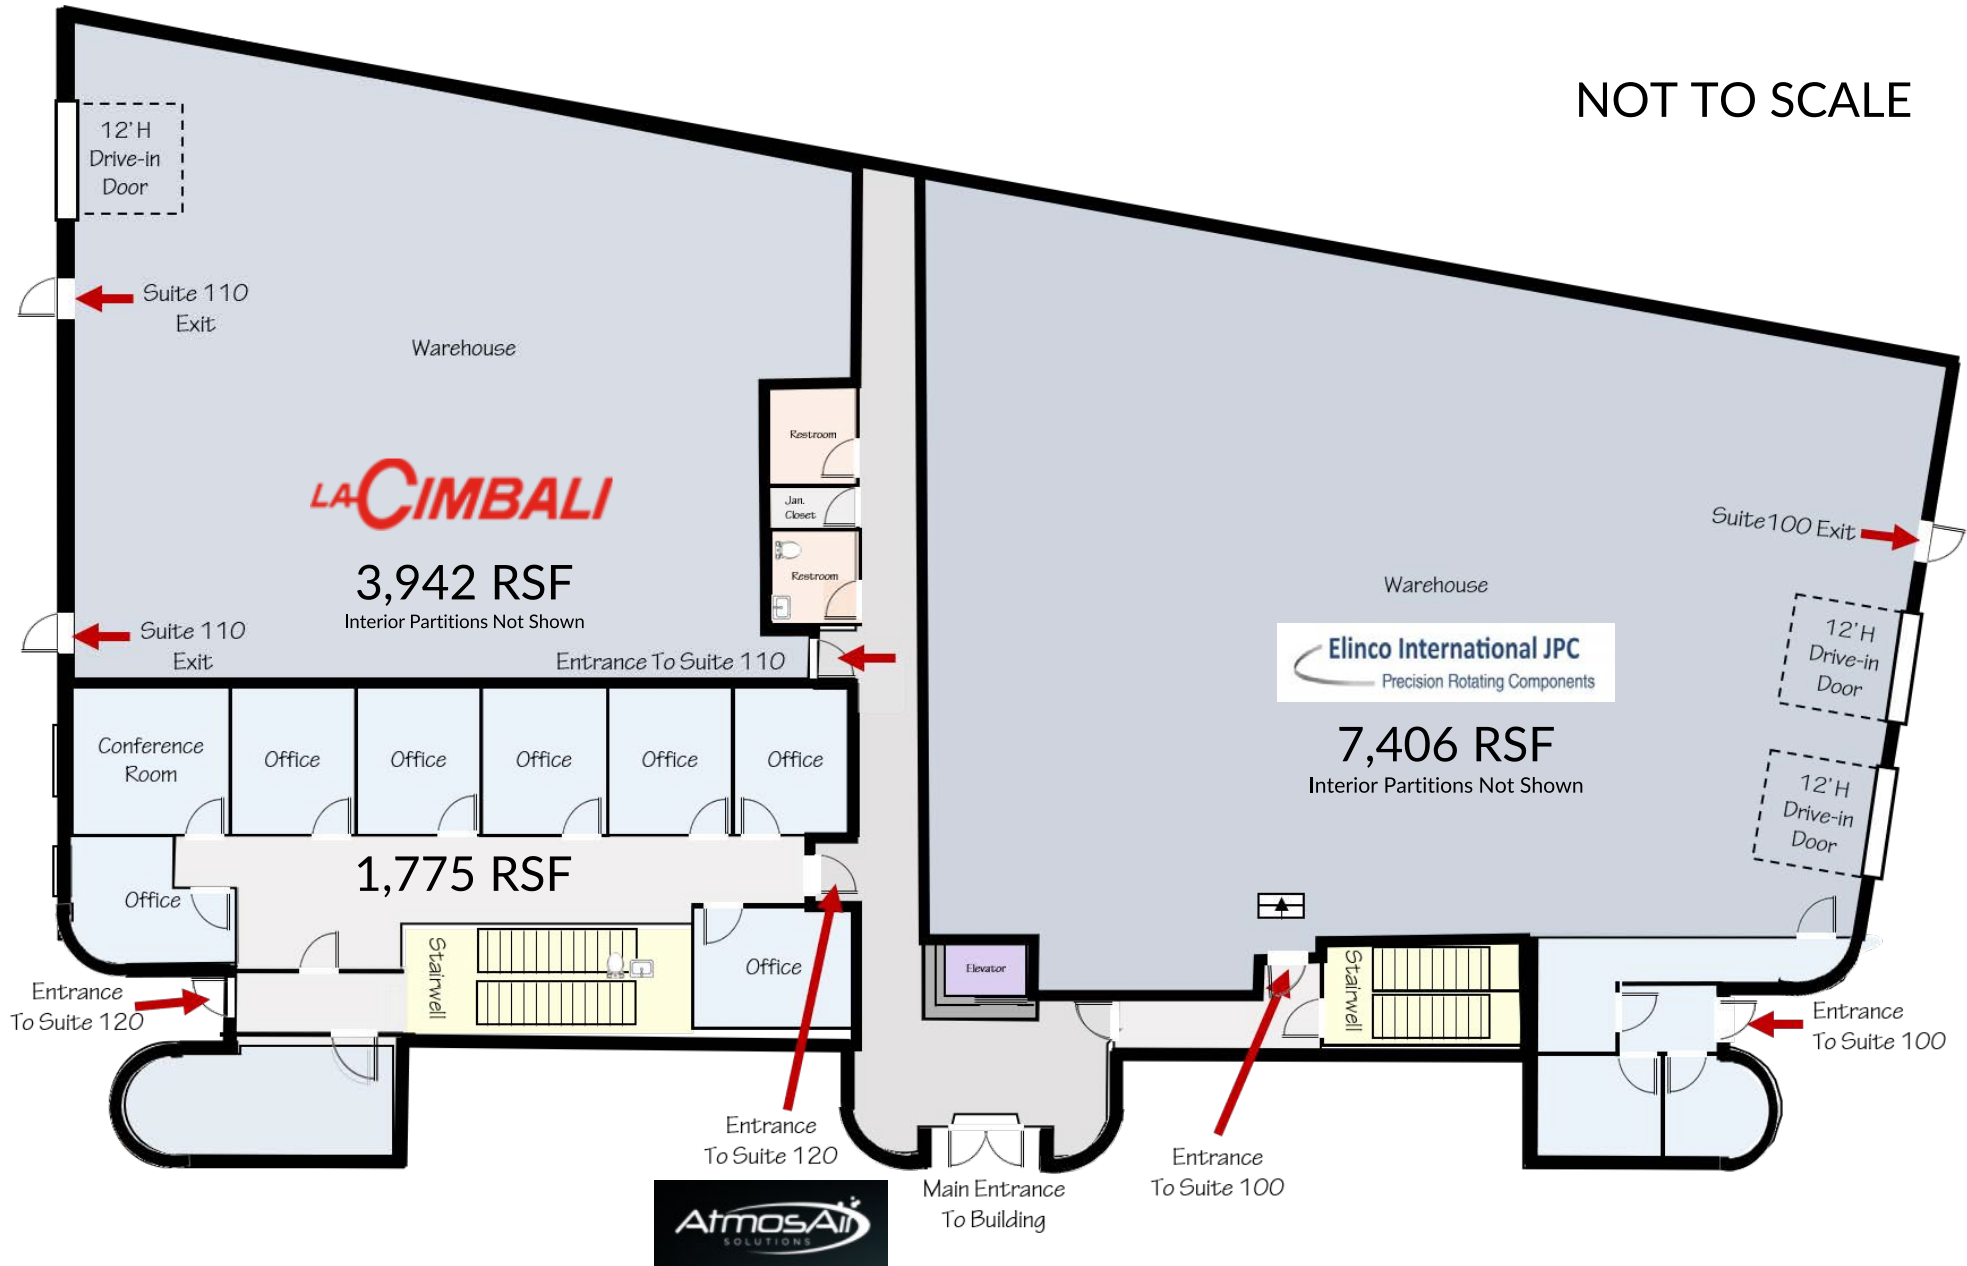 NOT TO SCALE
12'H
Drive-in
Door
Suite 110
Exit
Warehouse
Restroom
Jan.
Closet
Restroom
LACIMBALI
3,942 RSF
Interior Partitions Not Shown
Suite 110
Exit
Entrance To Suite 110
Suite100 Exit
Warehouse
Elinco International JPC
Precision Rotating Components
7,406 RSF
Interior Partitions Not Shown
12'H
Drive-in
Door
12'H
Drive-in
Door
Conference
Room
Office
Office
Office
Office
Office
1,775 RSF
Office
Stairwell
Office
Elevator
Stairwell
Entrance
To Suite 120
Entrance
To Suite 100
Entrance
To Suite 120
Entrance
To Suite 100
Main Entrance
To Building
AtmosAir
SOLUTIONS